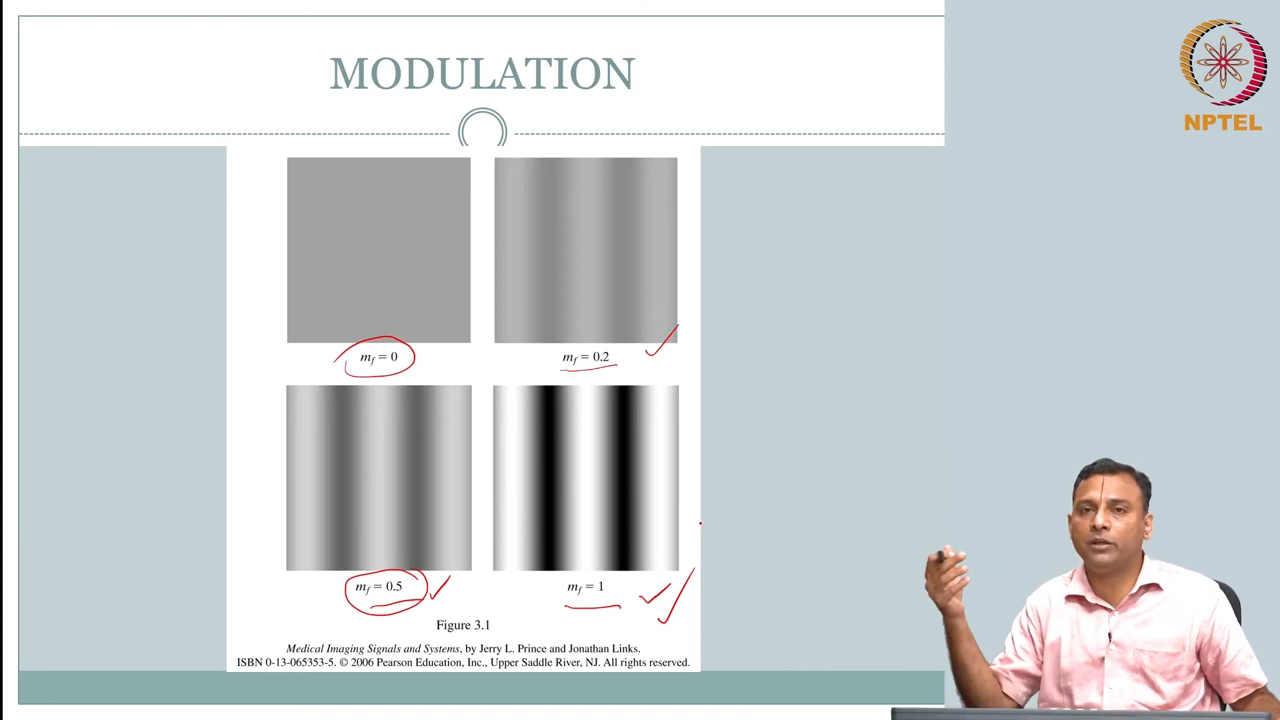 MODULATION
NPTEL
m_f = 0
m_f = 0.2
m_f = 0.5
m_f = 1
Figure 3.1
Medical Imaging Signals and Systems, by Jerry L. Prince and Jonathan Links.
ISBN 0-13-065353-5. © 2006 Pearson Education, Inc., Upper Saddle River, NJ. All rights reserved.